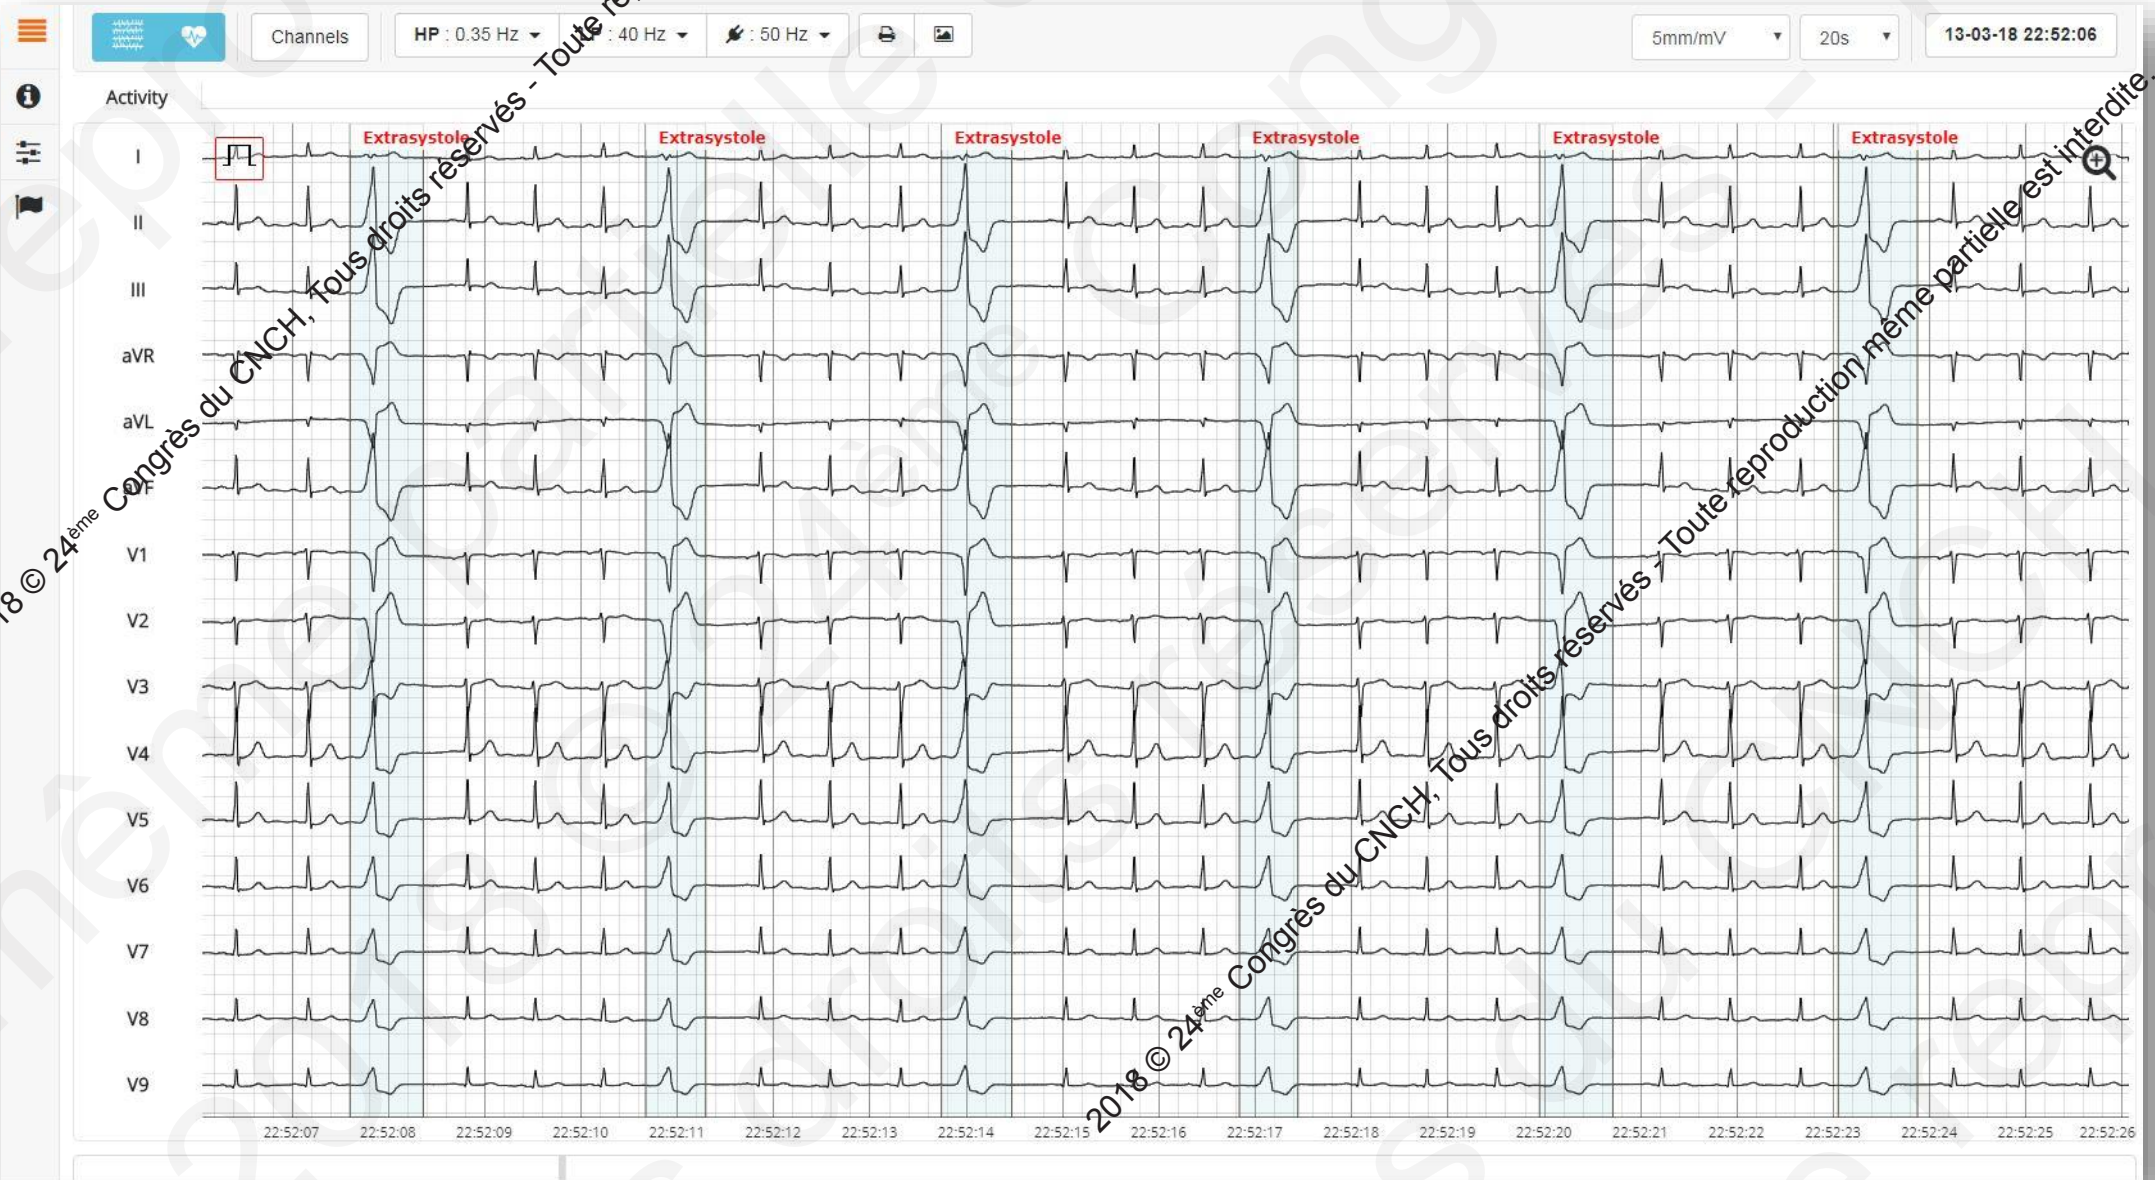 Channels
HP : 0.35 Hz
: 40 Hz
: 50 Hz
5mm/mV
20s
13-03-18 22:52:06
Activity
Extrasystole Extrasystole Extrasystole Extrasystole Extrasystole Extrasystole
I
II
III
aVR
aVL
aVF
V1
V2
V3
V4
V5
V6
V7
V8
V9
22:52:07 22:52:08 22:52:09 22:52:10 22:52:11 22:52:12 22:52:13 22:52:14 22:52:15 22:52:16 22:52:17 22:52:18 22:52:19 22:52:20 22:52:21 22:52:22 22:52:23 22:52:24 22:52:25 22:52:26
18 © 24ème Congrès du CNCH, Tous droits réservés - Toute
2018 © 24ème Congrès du CNCH, Tous droits réservés - Toute reproduction même partielle est interdite.